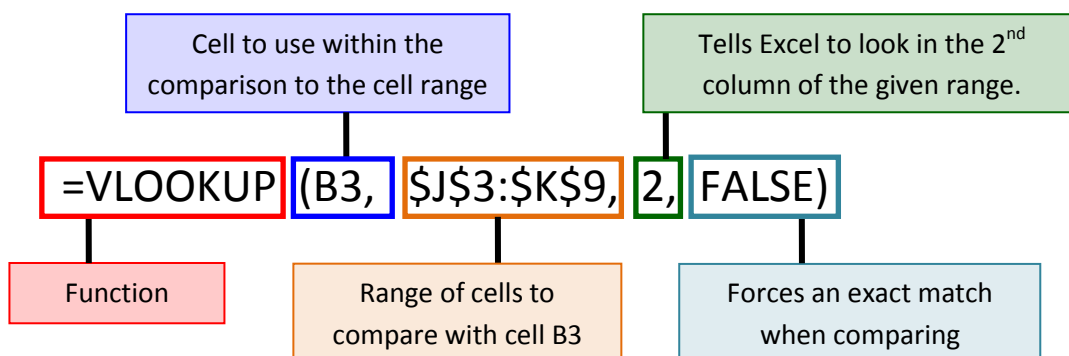 Cell to use within the
comparison to the cell range
Tells Excel to look in the 2nd
column of the given range.
=VLOOKUP (B3, $J$3:$K$9, 2, FALSE)
Function
Range of cells to
compare with cell B3
Forces an exact match
when comparing